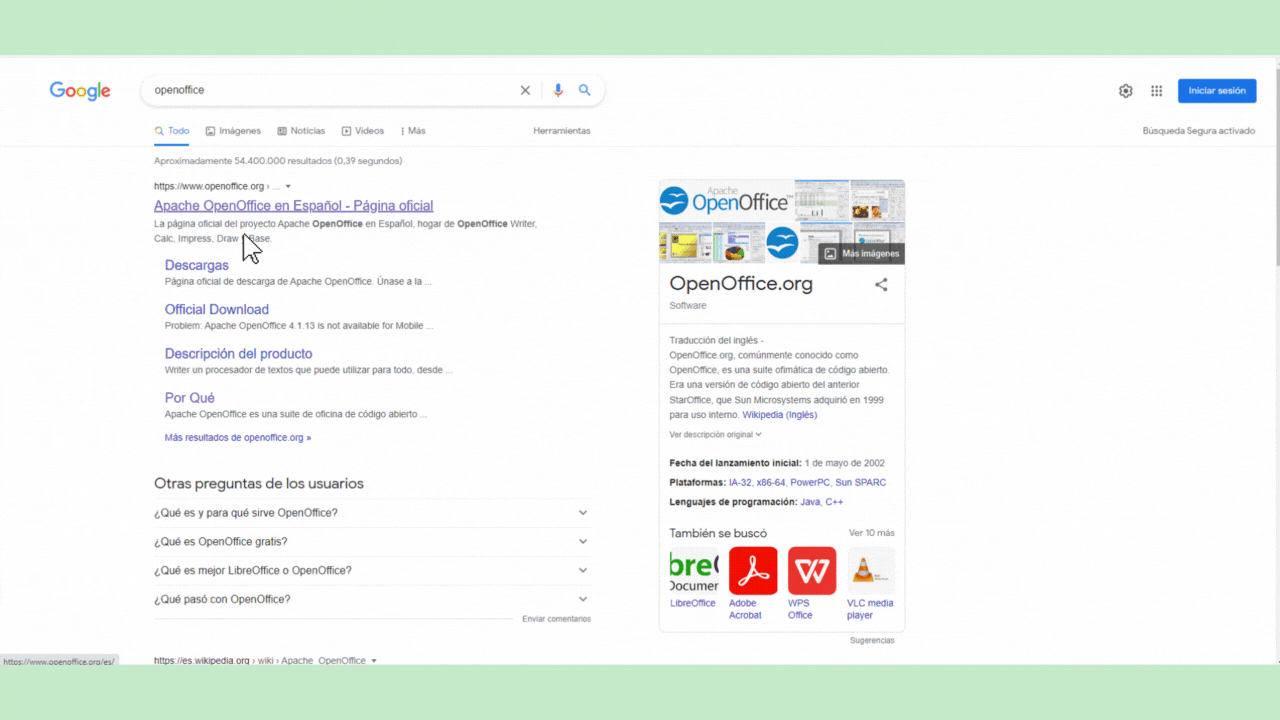 Google
openoffice
Iniciar sesión
Todo
Imágenes
Noticias
Videos
Más
Herramientas
Búsqueda Segura activado
Aproximadamente 54.400.000 resultados (0,39 segundos)
https://www.openoffice.org › ...
Apache OpenOffice en Español - Página oficial
La página oficial del proyecto Apache OpenOffice en Español, hogar de OpenOffice Writer,
Calc, Impress, Draw y Base.
Descargas
Página oficial de descarga de Apache OpenOffice. Únase a la ...
Official Download
Problem: Apache OpenOffice 4.1.13 is not available for Mobile ...
Descripción del producto
Writer un procesador de textos que puede utilizar para todo, desde ...
Por Qué
Apache OpenOffice es una suite de oficina de código abierto ...
Más resultados de openoffice.org »
Otras preguntas de los usuarios
¿Qué es y para qué sirve OpenOffice?
¿Qué es OpenOffice gratis?
¿Qué es mejor LibreOffice o OpenOffice?
¿Qué pasó con OpenOffice?
Enviar comentarios
https://es.wikipedia.org › wiki › Apache_OpenOffice
https://www.openoffice.org/es/
Apache
OpenOffice
Más imágenes
OpenOffice.org
Software
Traducción del inglés -
OpenOffice.org, comúnmente conocido como
OpenOffice, es una suite ofimática de código abierto.
Era una versión de código abierto del anterior
StarOffice, que Sun Microsystems adquirió en 1999
para uso interno. Wikipedia (Inglés)
Ver descripción original
Fecha del lanzamiento inicial: 1 de mayo de 2002
Plataformas: IA-32, x86-64, PowerPC, Sun SPARC
Lenguajes de programación: Java, C++
También se buscó
Ver 10 más
LibreOffice
Adobe
Acrobat
WPS
Office
VLC media
player
Sugerencias